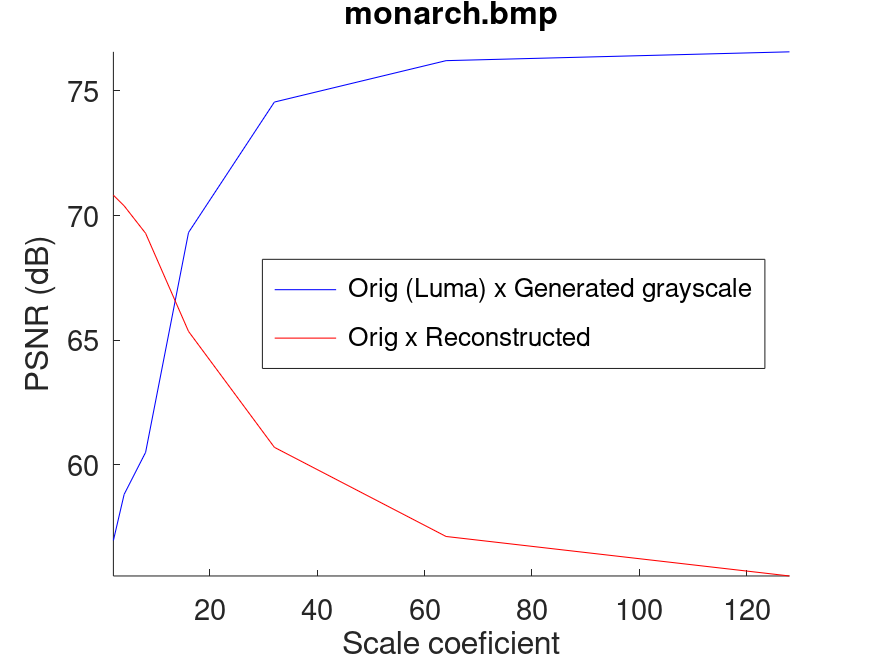 monarch.bmp
75
70
65
60
PSNR (dB)
Orig (Luma) x Generated grayscale
Orig x Reconstructed
20 40 60 80 100 120
Scale coeficient